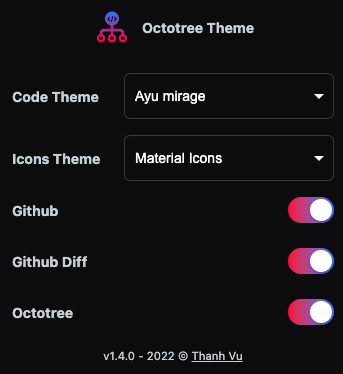 Octotree Theme
Code Theme
Ayu mirage
Icons Theme
Material Icons
Github
Github Diff
Octotree
v1.4.0 - 2022 © Thanh Vu